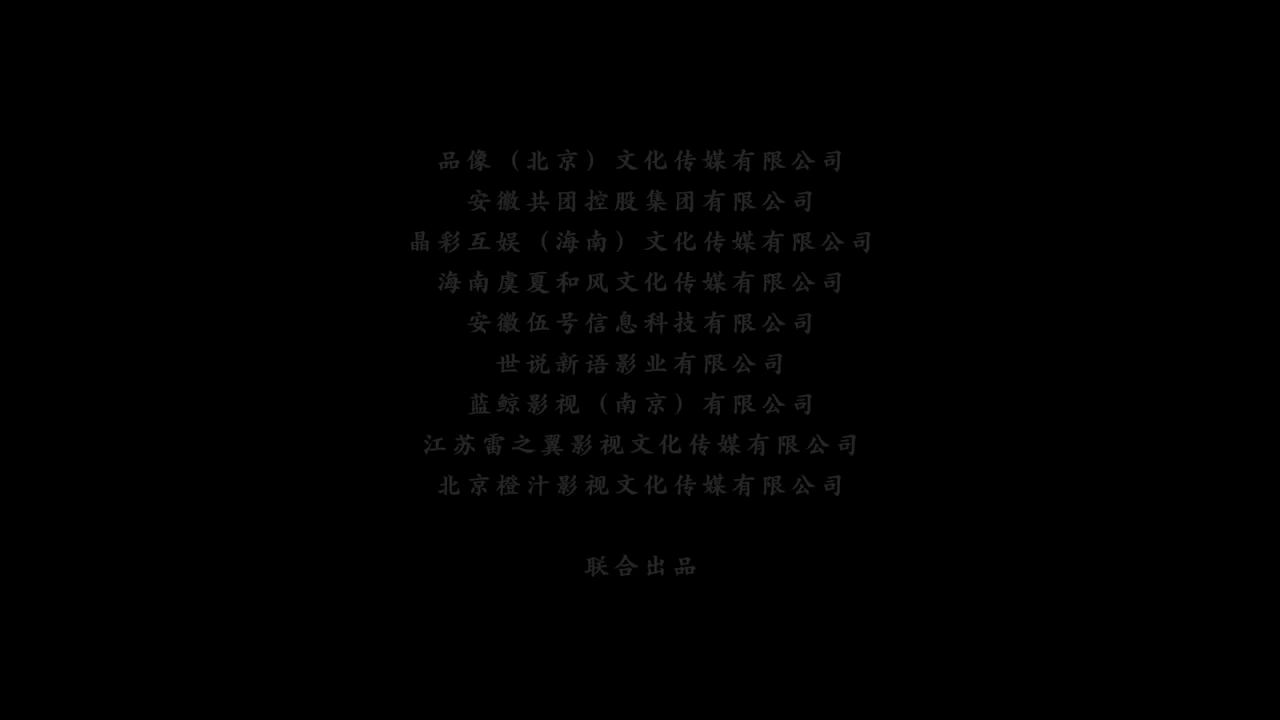 品像（北京）文化传媒有限公司
安徽共团控股集团有限公司
晶彩互娱（海南）文化传媒有限公司
海南虞夏和风文化传媒有限公司
安徽伍号信息科技有限公司
世说新语影业有限公司
蓝鲸影视（南京）有限公司
江苏雷之翼影视文化传媒有限公司
北京橙汁影视文化传媒有限公司
联合出品